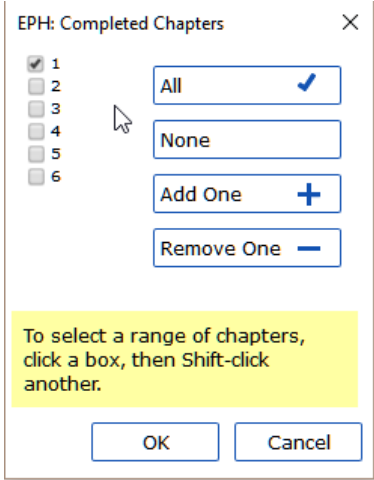 EPH: Completed Chapters
1
2
3
4
5
6
All
None
Add One
Remove One
To select a range of chapters,
click a box, then Shift-click
another.
OK Cancel